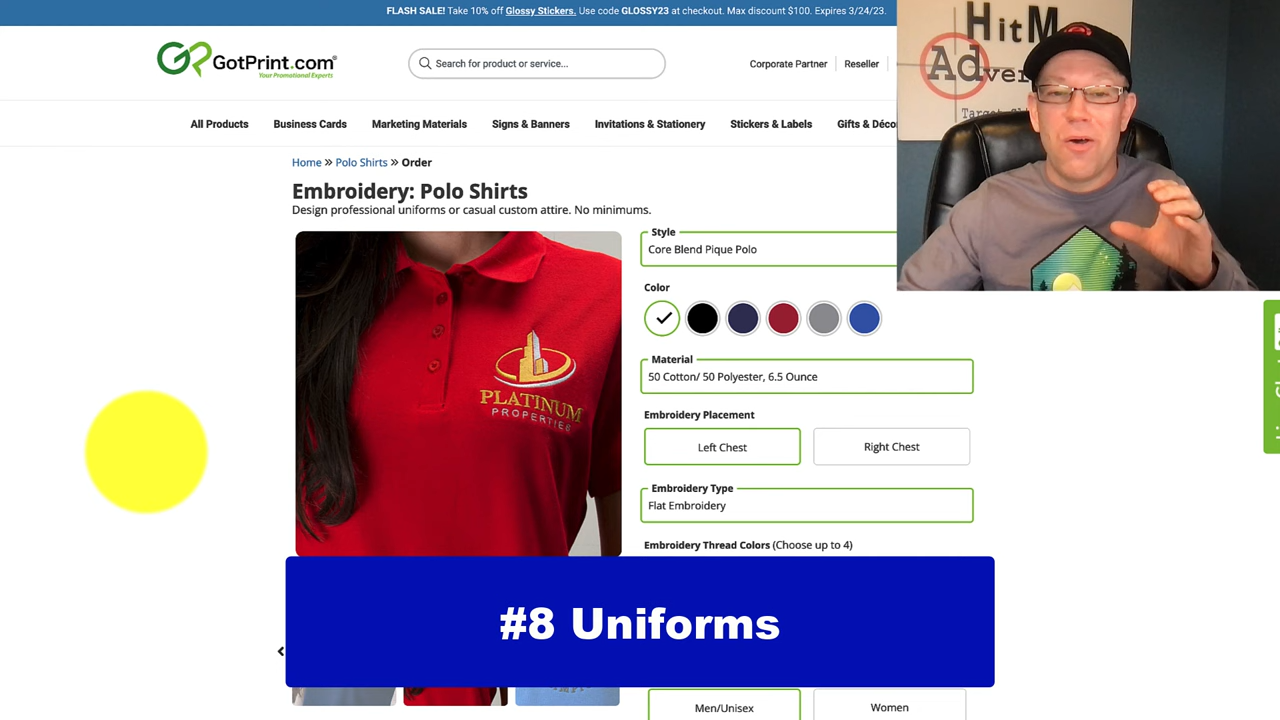 FLASH SALE! Take 10% off Glossy Stickers. Use code GLOSSY23 at checkout. Max discount $100. Expires 3/24/23.
GotPrint.com
Your Promotional Experts
Search for product or service...
Corporate Partner
Reseller
HitM
Adver
All Products
Business Cards
Marketing Materials
Signs & Banners
Invitations & Stationery
Stickers & Labels
Gifts & Déco
Home » Polo Shirts » Order
Embroidery: Polo Shirts
Design professional uniforms or casual custom attire. No minimums.
Style
Core Blend Pique Polo
Color
PLATINUM
PROPERTIES
Material
50 Cotton/ 50 Polyester, 6.5 Ounce
Embroidery Placement
Left Chest
Right Chest
Embroidery Type
Flat Embroidery
Embroidery Thread Colors (Choose up to 4)
#8 Uniforms
Men/Unisex
Women